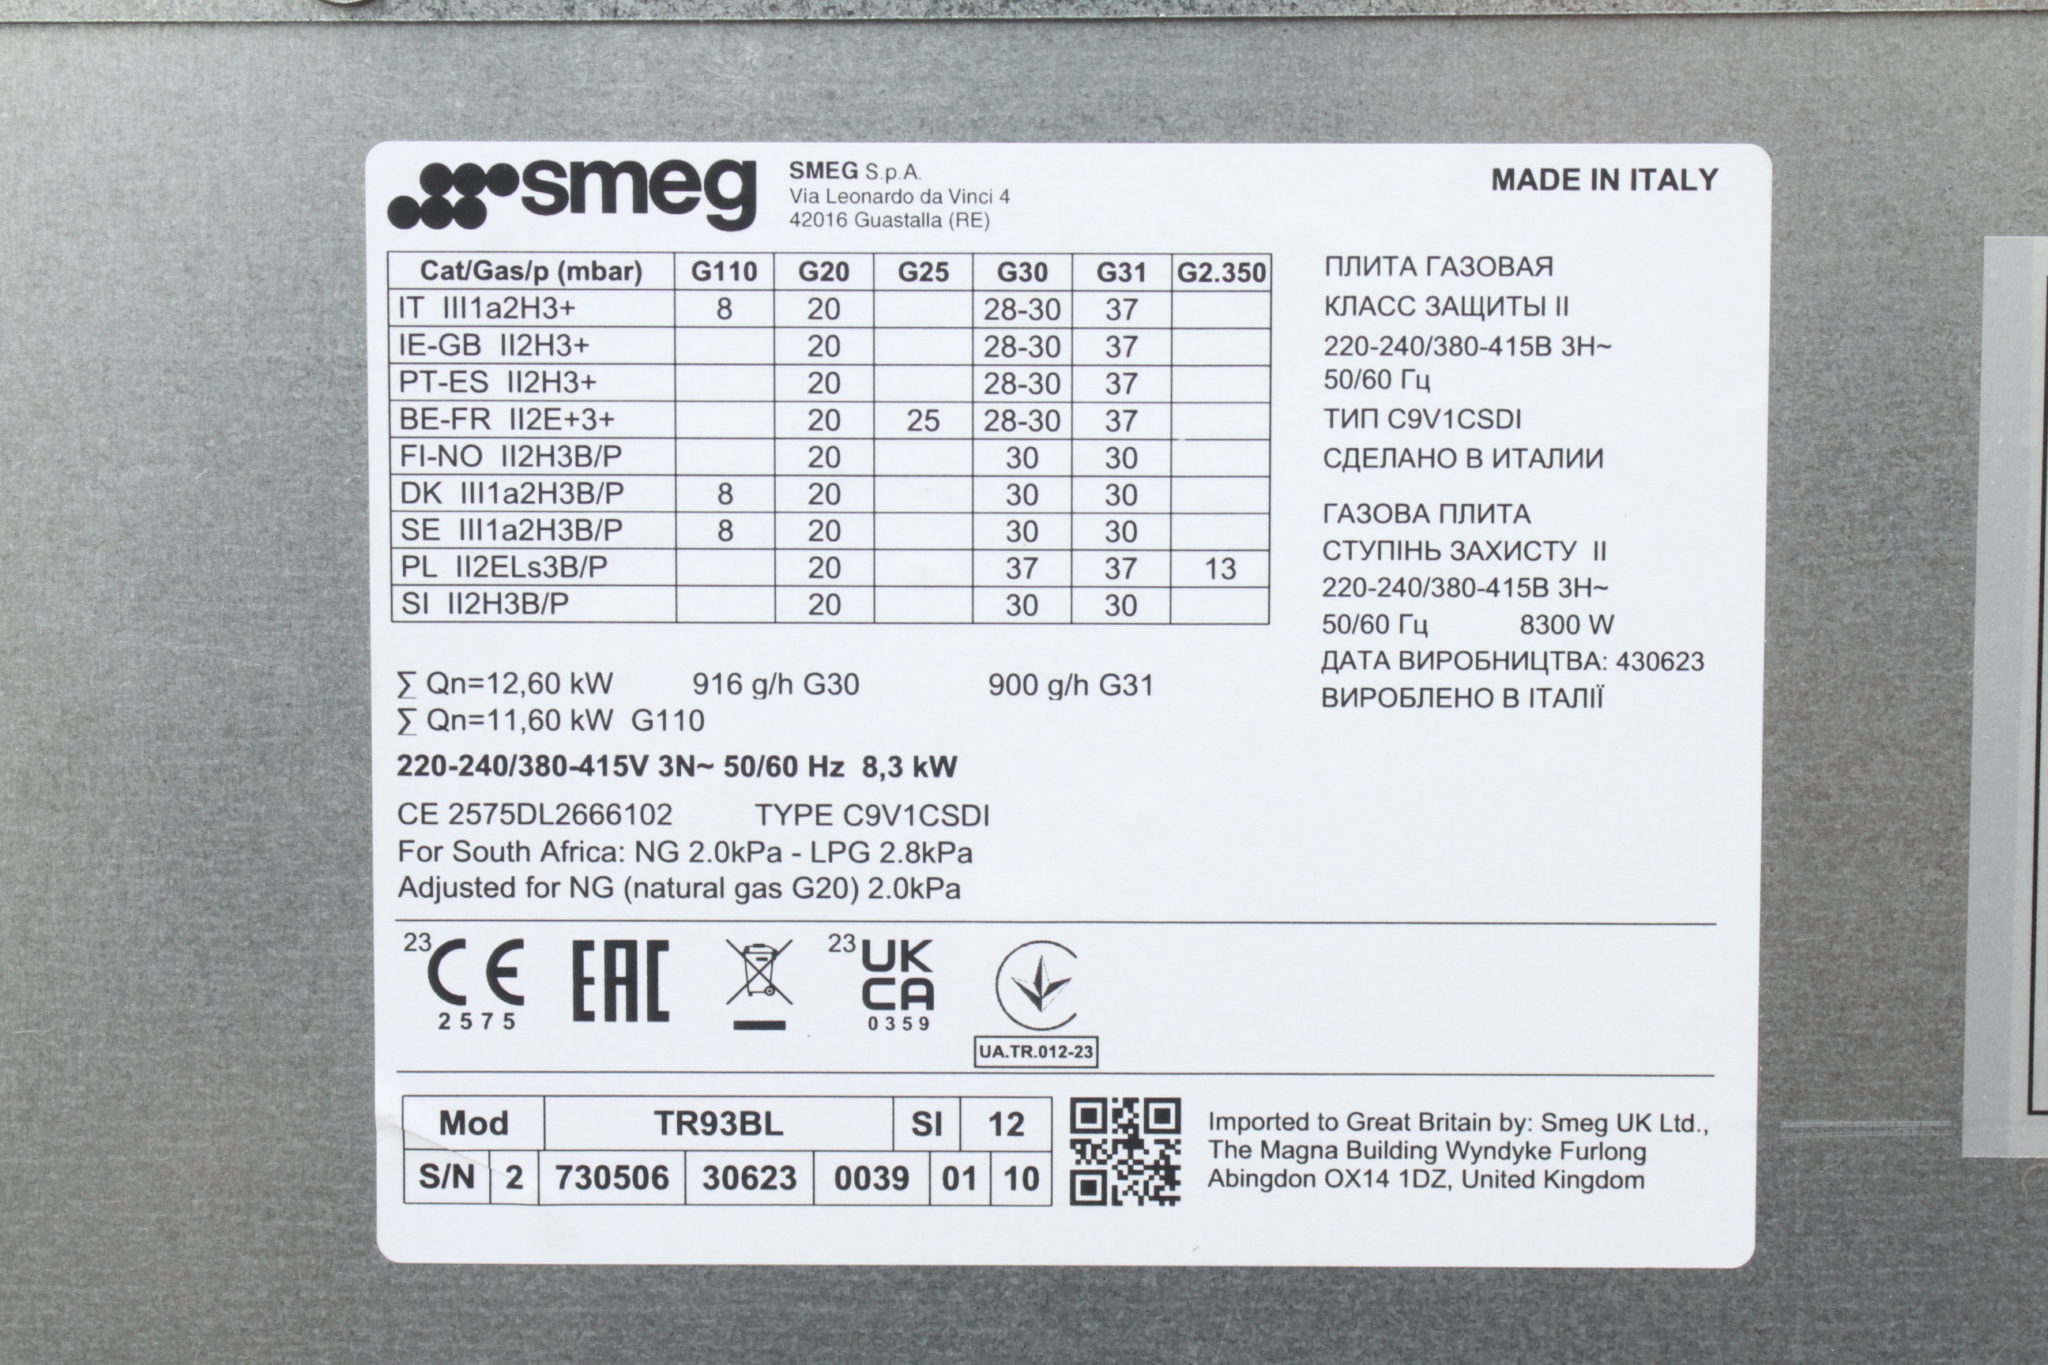 smeg
SMEG S.p.A.
Via Leonardo da Vinci 4
42016 Guastalla (RE)
MADE IN ITALY
Cat/Gas/p (mbar) G110 G20 G25 G30 G31 G2.350
IT III1a2H3+ 8 20 28-30 37
IE-GB II2H3+ 20 28-30 37
PT-ES II2H3+ 20 28-30 37
BE-FR II2E+3+ 20 25 28-30 37
FI-NO II2H3B/P 20 30 30
DK III1a2H3B/P 8 20 30 30
SE III1a2H3B/P 8 20 30 30
PL II2ELs3B/P 20 37 37 13
SI II2H3B/P 20 30 30
∑ Qn=12,60 kW 916 g/h G30 900 g/h G31
∑ Qn=11,60 kW G110
220-240/380-415V 3N~ 50/60 Hz 8,3 kW
CE 2575DL2666102 TYPE C9V1CSDI
For South Africa: NG 2.0kPa - LPG 2.8kPa
Adjusted for NG (natural gas G20) 2.0kPa
ПЛИТА ГАЗОВАЯ
КЛАСС ЗАЩИТЫ II
220-240/380-415В 3Н~
50/60 Гц
ТИП C9V1CSDI
СДЕЛАНО В ИТАЛИИ
ГАЗОВА ПЛИТА
СТУПІНЬ ЗАХИСТУ II
220-240/380-415В 3Н~
50/60 Гц 8300 W
ДАТА ВИРОБНИЦТВА: 430623
ВИРОБЛЕНО В ІТАЛІЇ
23 CE
2575
EAC
23 UK
CA
0359
UA.TR.012-23
Mod TR93BL SI 12
S/N 2 730506 30623 0039 01 10
Imported to Great Britain by: Smeg UK Ltd.,
The Magna Building Wyndyke Furlong
Abingdon OX14 1DZ, United Kingdom